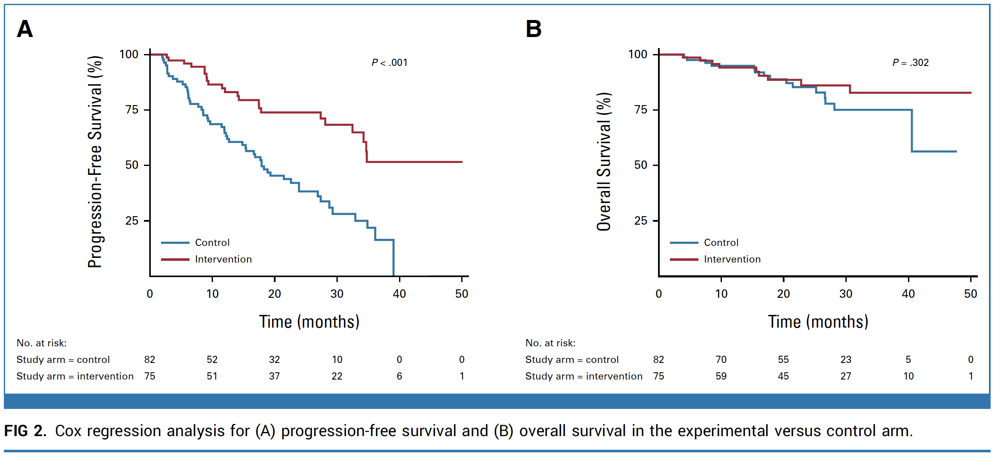 A
Progression-Free Survival (%)
100
75
50
25
P < .001
Control
Intervention
0 10 20 30 40 50
Time (months)
No. at risk:
Study arm = control 82 52 32 10 0 0
Study arm = intervention 75 51 37 22 6 1
B
Overall Survival (%)
100
75
50
25
P = .302
Control
Intervention
0 10 20 30 40 50
Time (months)
No. at risk:
Study arm = control 82 70 55 23 5 0
Study arm = intervention 75 59 45 27 10 1
FIG 2. Cox regression analysis for (A) progression-free survival and (B) overall survival in the experimental versus control arm.